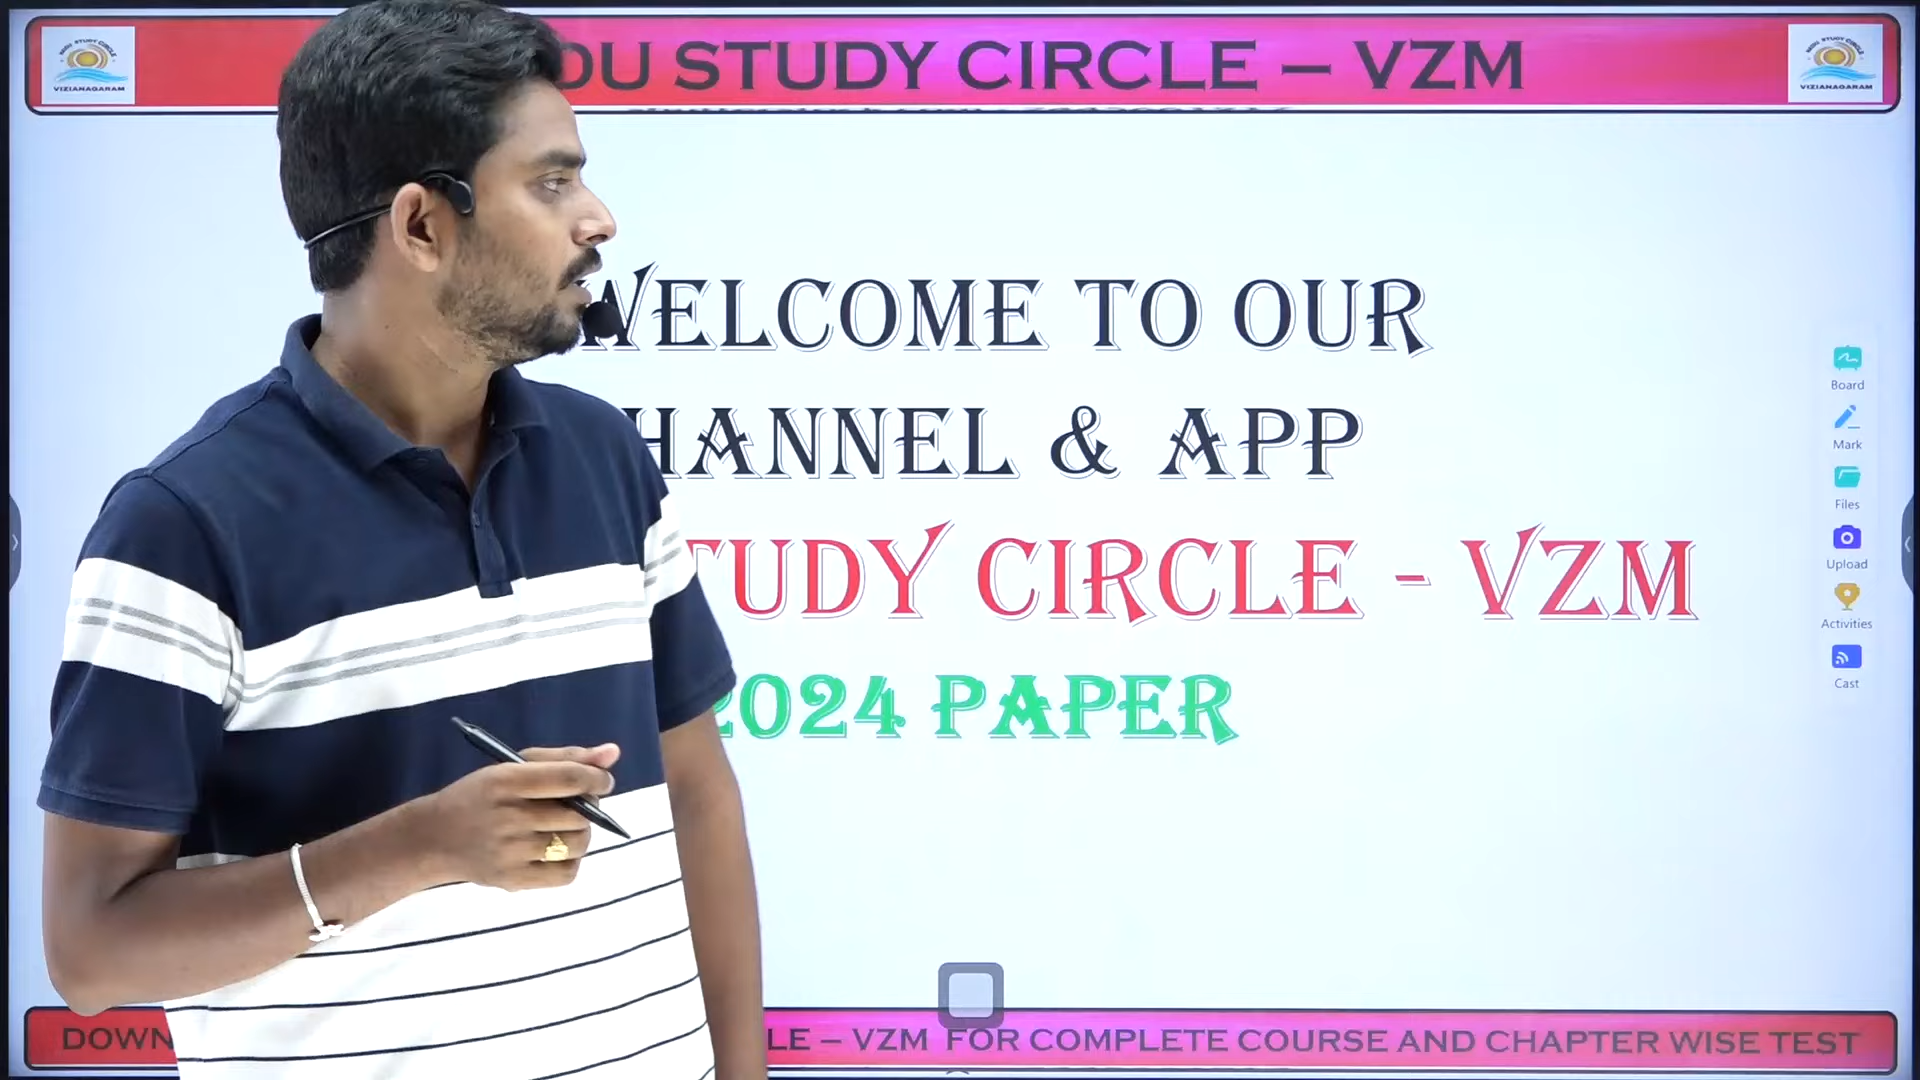 DU STUDY CIRCLE – VZM
VIZIANAGARAM
VIZIANAGARAM
WELCOME TO OUR
HANNEL & APP
TUDY CIRCLE - VZM
2024 PAPER
Board
Mark
Files
Upload
Activities
Cast
DOWN
LE – VZM FOR COMPLETE COURSE AND CHAPTER WISE TEST